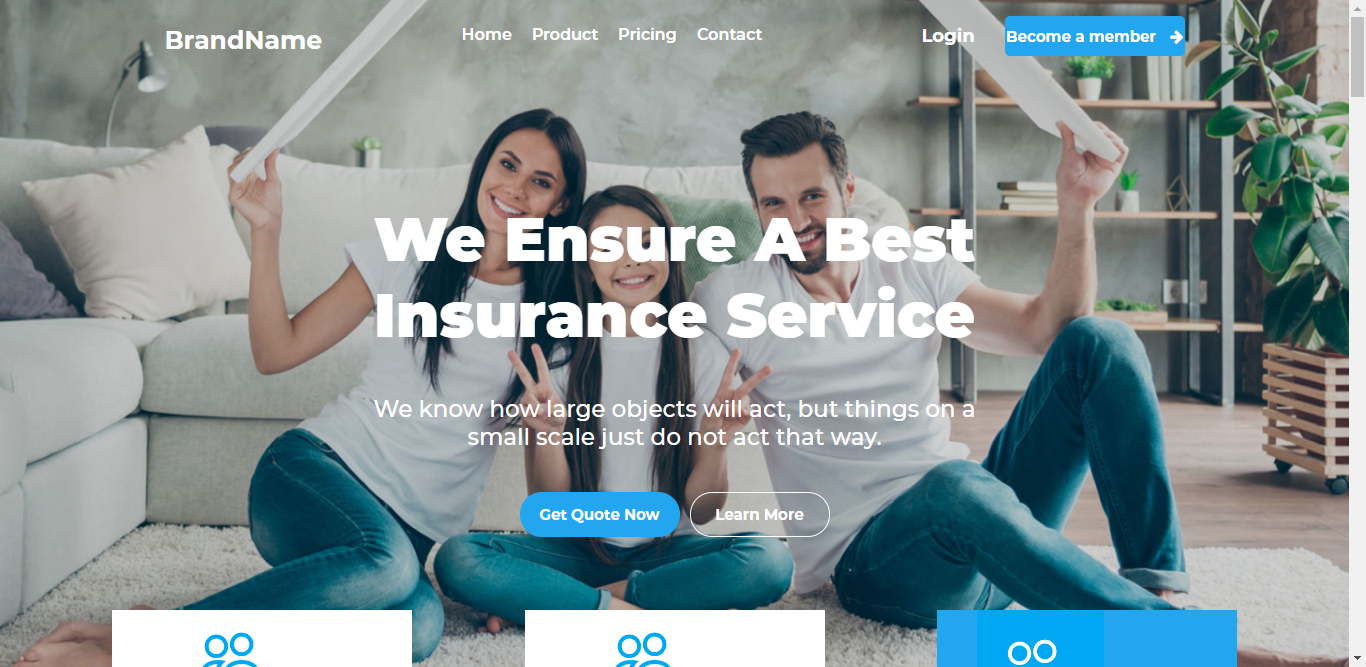 BrandName
Home Product Pricing Contact
Login
Become a member
We Ensure A Best
Insurance Service
We know how large objects will act, but things on a
small scale just do not act that way.
Get Quote Now
Learn More